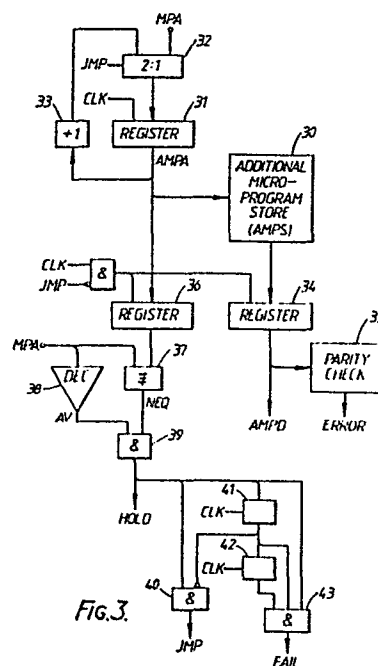 MPA
32
JMP
2:1
33
CLK
31
+1
REGISTER
AMPA
30
ADDITIONAL
MICRO-
PROGRAM
STORE
(AMPS)
CLK
JMP
&
36
34
REGISTER
REGISTER
MPA
37
38
DEC
≢
PARITY
CHECK
AV
NEQ
39
&
AMPD
ERROR
HOLD
41
CLK
42
CLK
40
43
&
&
FIG.3.
JMP
FAIL